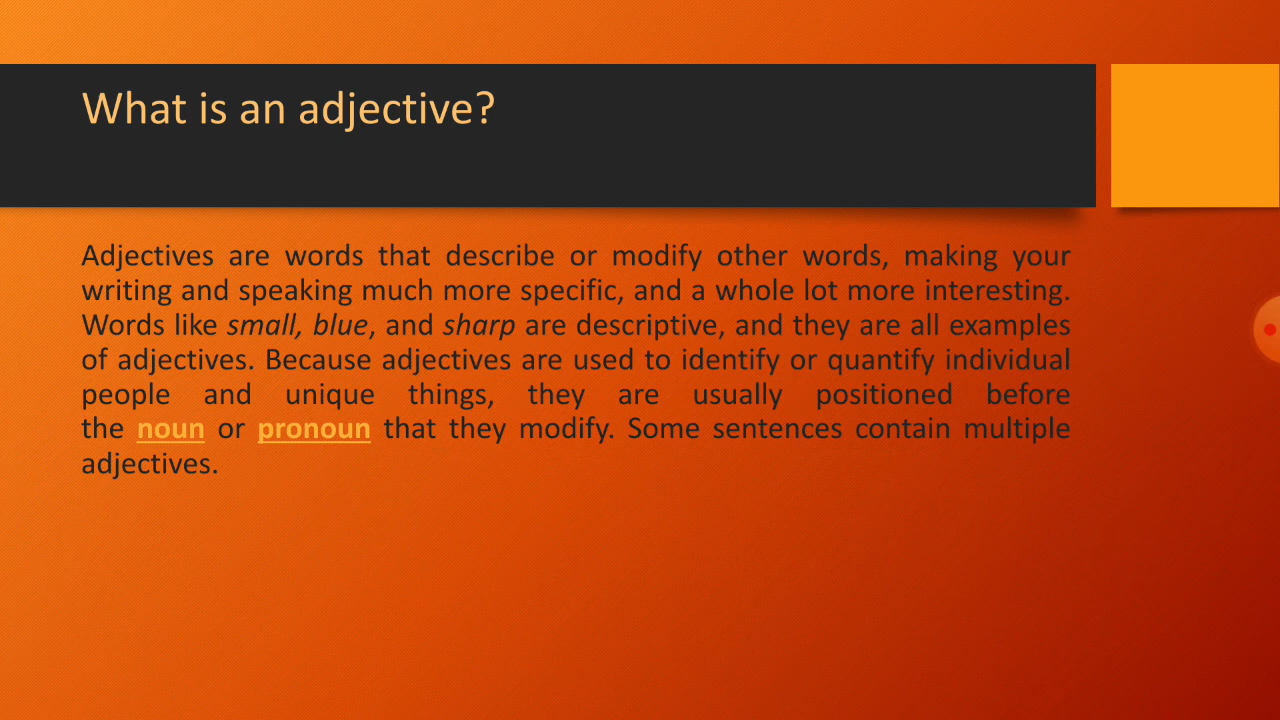 What is an adjective?
Adjectives are words that describe or modify other words, making your
writing and speaking much more specific, and a whole lot more interesting.
Words like small, blue, and sharp are descriptive, and they are all examples
of adjectives. Because adjectives are used to identify or quantify individual
people and unique things, they are usually positioned before
the noun or pronoun that they modify. Some sentences contain multiple
adjectives.